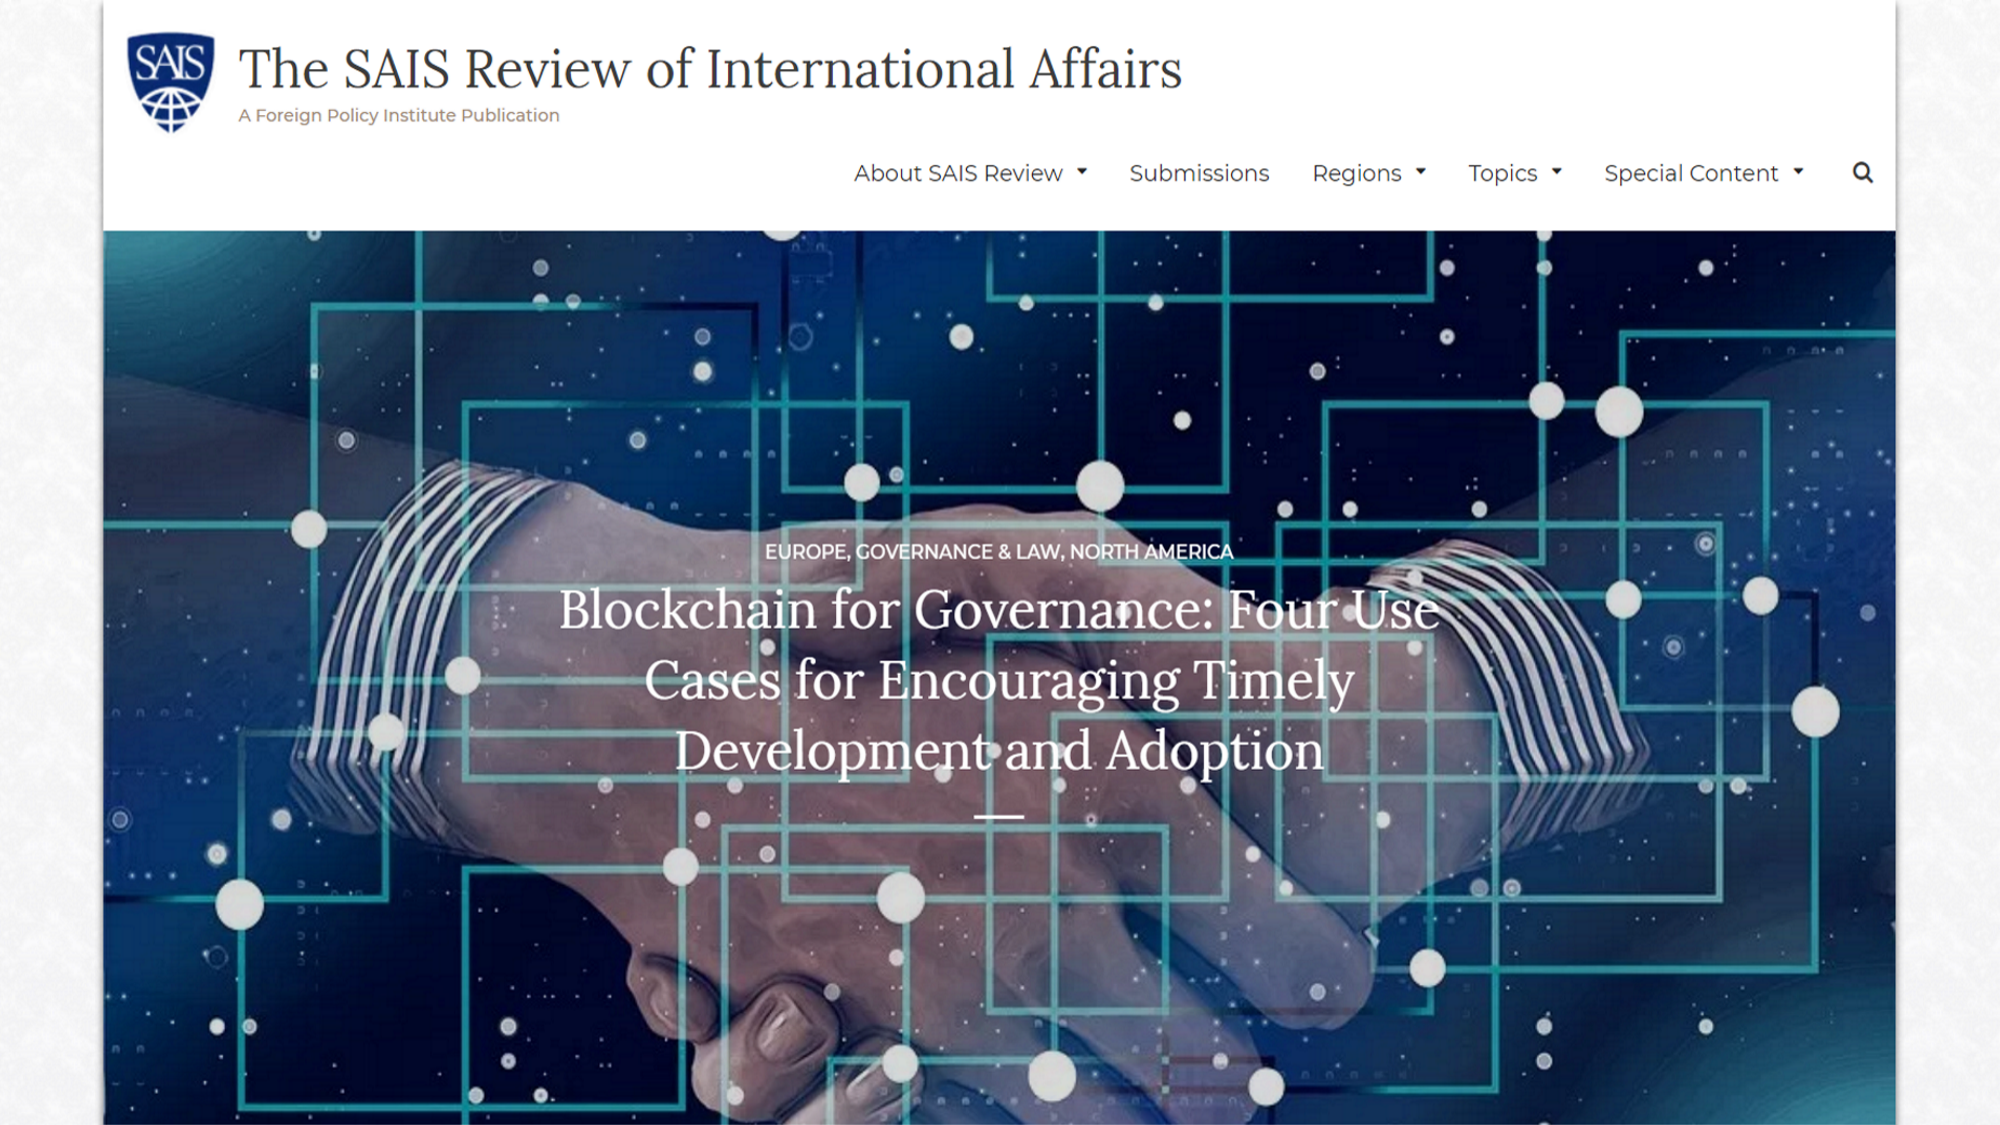 SAIS
The SAIS Review of International Affairs
A Foreign Policy Institute Publication
About SAIS Review
Submissions
Regions
Topics
Special Content
EUROPE, GOVERNANCE & LAW, NORTH AMERICA
Blockchain for Governance: Four Use
Cases for Encouraging Timely
Development and Adoption